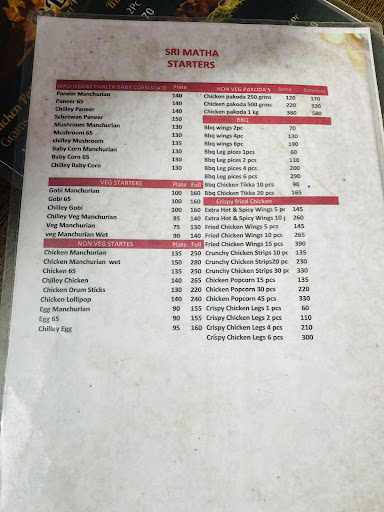 SRI MATHA
STARTERS
MASHROOM PANEER BABY CORN STATE Plate
Paneer Manchurian 140
Paneer 65 140
Chilley Paneer 140
Schezwan Paneer 150
Mushroom Manchurian 130
Mushroom 65 130
chilley Mushroom 135
Baby Corn Manchurian 130
Baby Corn 65 130
Chilley Baby Corn 130
VEG STARTERS Plate Full
Gobi Manchurian 100 160
Gobi 65 100 160
Chilley Gobi 100 160
Chilley Veg Manchurian 85 140
Veg Manchurian 75 130
veg Manchurian Wet 90 140
NON VEG STARTES Plate Full
Chicken Manchurian 135 250
Chicken Manchurian wet 150 280
Chicken 65 135 250
Chilley Chicken 140 265
Chicken Drum Sticks 130 220
Chicken Lollipop 140 240
Egg Manchurian 90 155
Egg 65 90 155
Chilley Egg 95 160
NON VEG PAKODA'S Bone Boneless
Chicken pakoda 250 grms 120 170
Chicken pakoda 500 grms 220 320
Chicken pakoda 1 kg 380 580
BBQ
Bbq wings 2pc 70
Bbq wings 4pc 130
Bbq wings 6pc 190
Bbq Leg pices 1pc 60
Bbq Leg pices 2 pcs 110
Bbq Leg pices 4 pcs 200
Bbq Leg pices 6 pcs 290
Bbq Chicken Tikka 10 pcs 90
Bbq Chicken Tikka 20 pcs 165
Crispy fried Chicken
Extra Hot & Spicy Wings 5 pc 145
Extra Hot & Spicy Wings 10 p 260
Fried Chicken Wings 5 pcs 145
Fried Chicken Wings 10 pcs 265
Fried Chicken Wings 15 pcs 390
Crunchy Chicken Strips 10 pc 135
Crunchy Chicken Strips20 pc 230
Crunchy Chicken Strips 30 pc 330
Chicken Popcorn 15 pcs 135
Chicken Popcorn 30 pcs 220
Chicken Popcorn 45 pcs 330
Crispy Chicken Legs 1 pcs 60
Crispy Chicken Legs 2 pcs 110
Crispy Chicken Legs 4 pcs 210
Crispy Chicken Legs 6 pcs 300